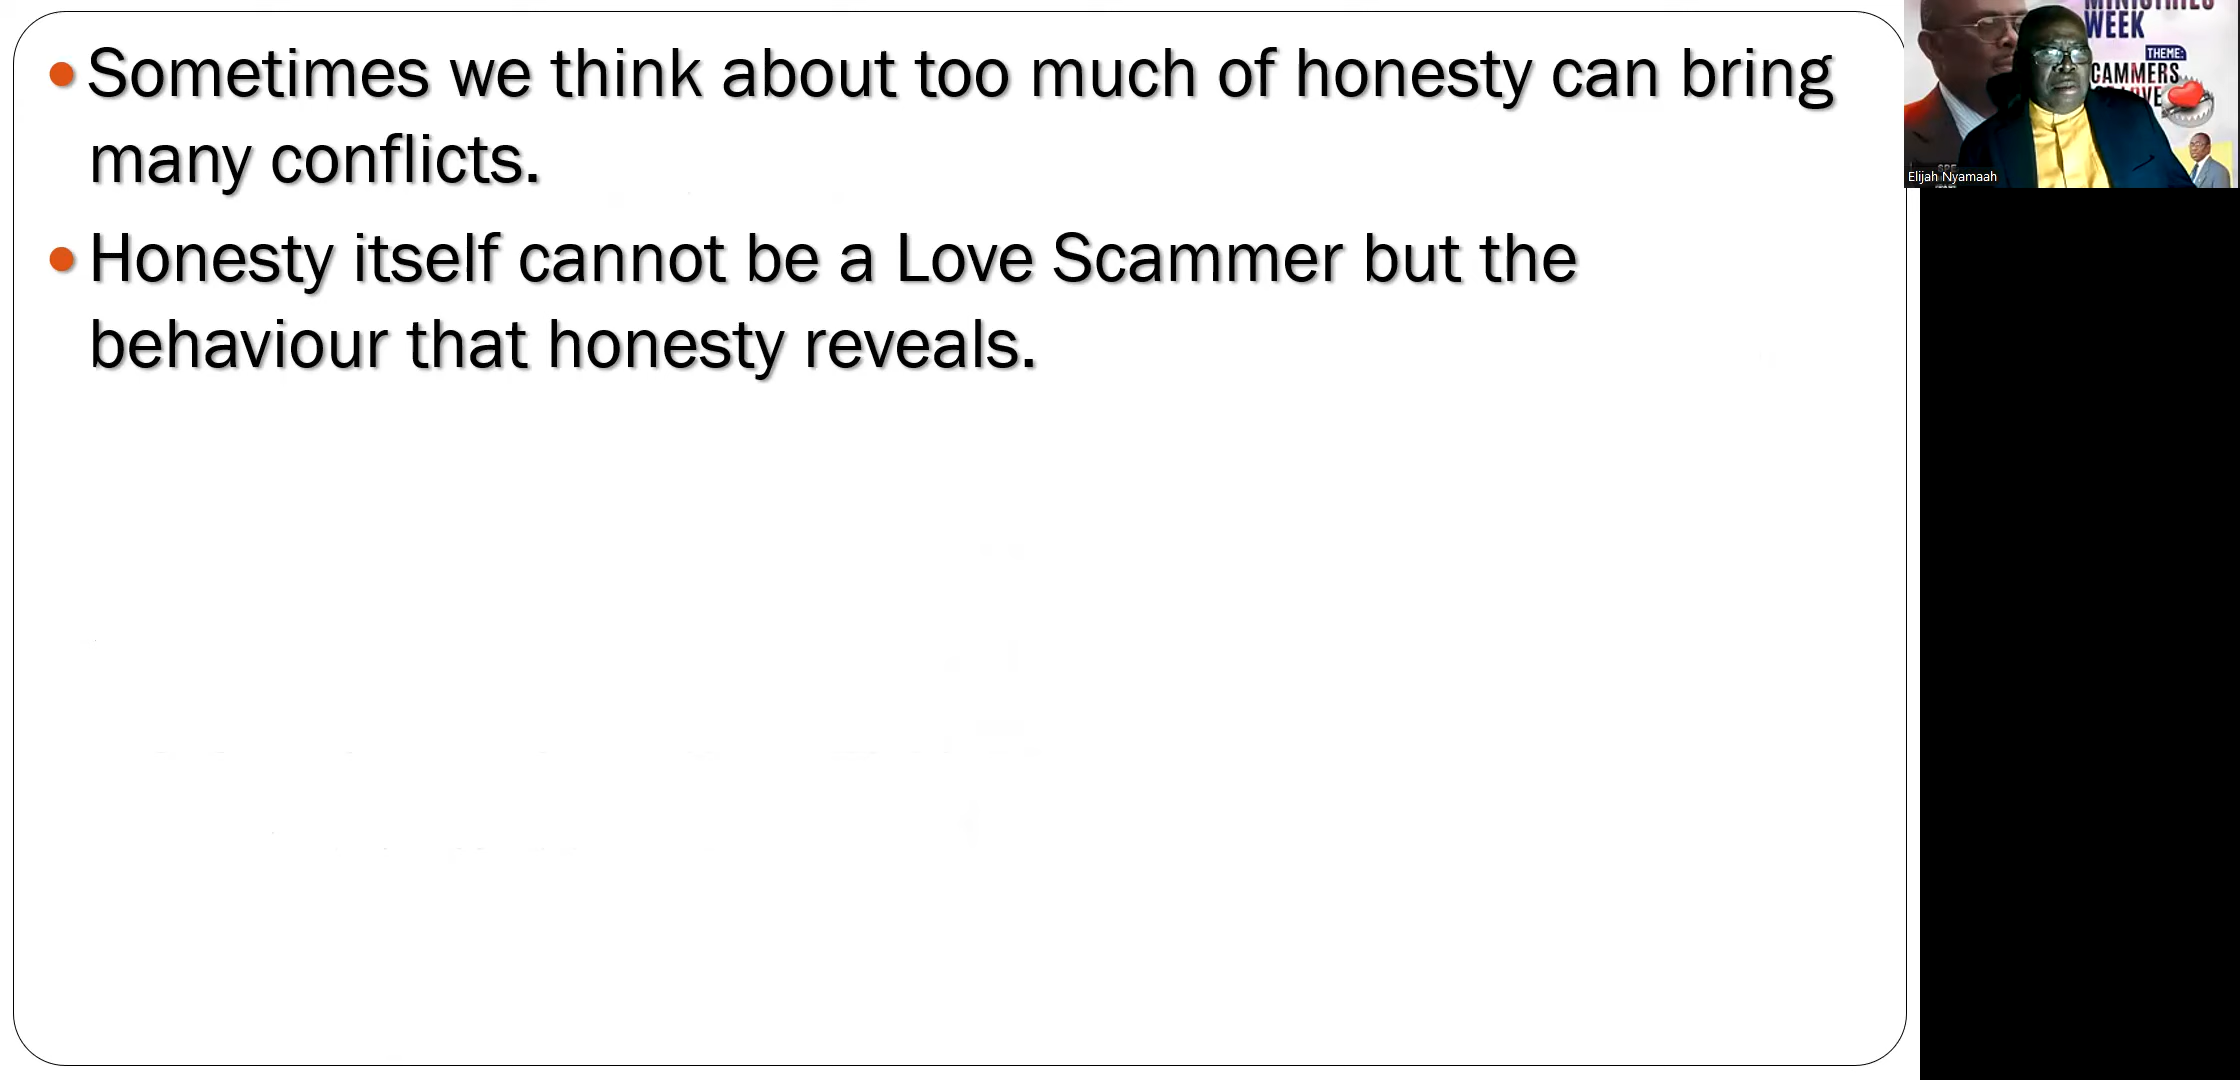 Sometimes we think about too much of honesty can bring
many conflicts.
Honesty itself cannot be a Love Scammer but the
behaviour that honesty reveals.
MINISTRIES
WEEK
THEME:
CAMMERS
Elijah Nyamaah